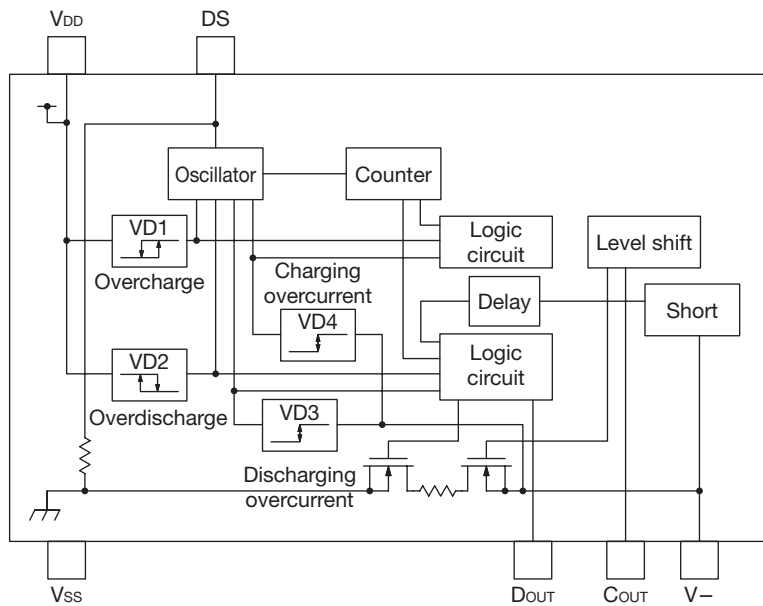 VDD
DS
Oscillator
Counter
VD1
Overcharge
Logic
circuit
Level shift
Charging
overcurrent
VD4
Delay
Short
VD2
Overdischarge
Logic
circuit
VD3
Discharging
overcurrent
VSS
DOUT
COUT
V−